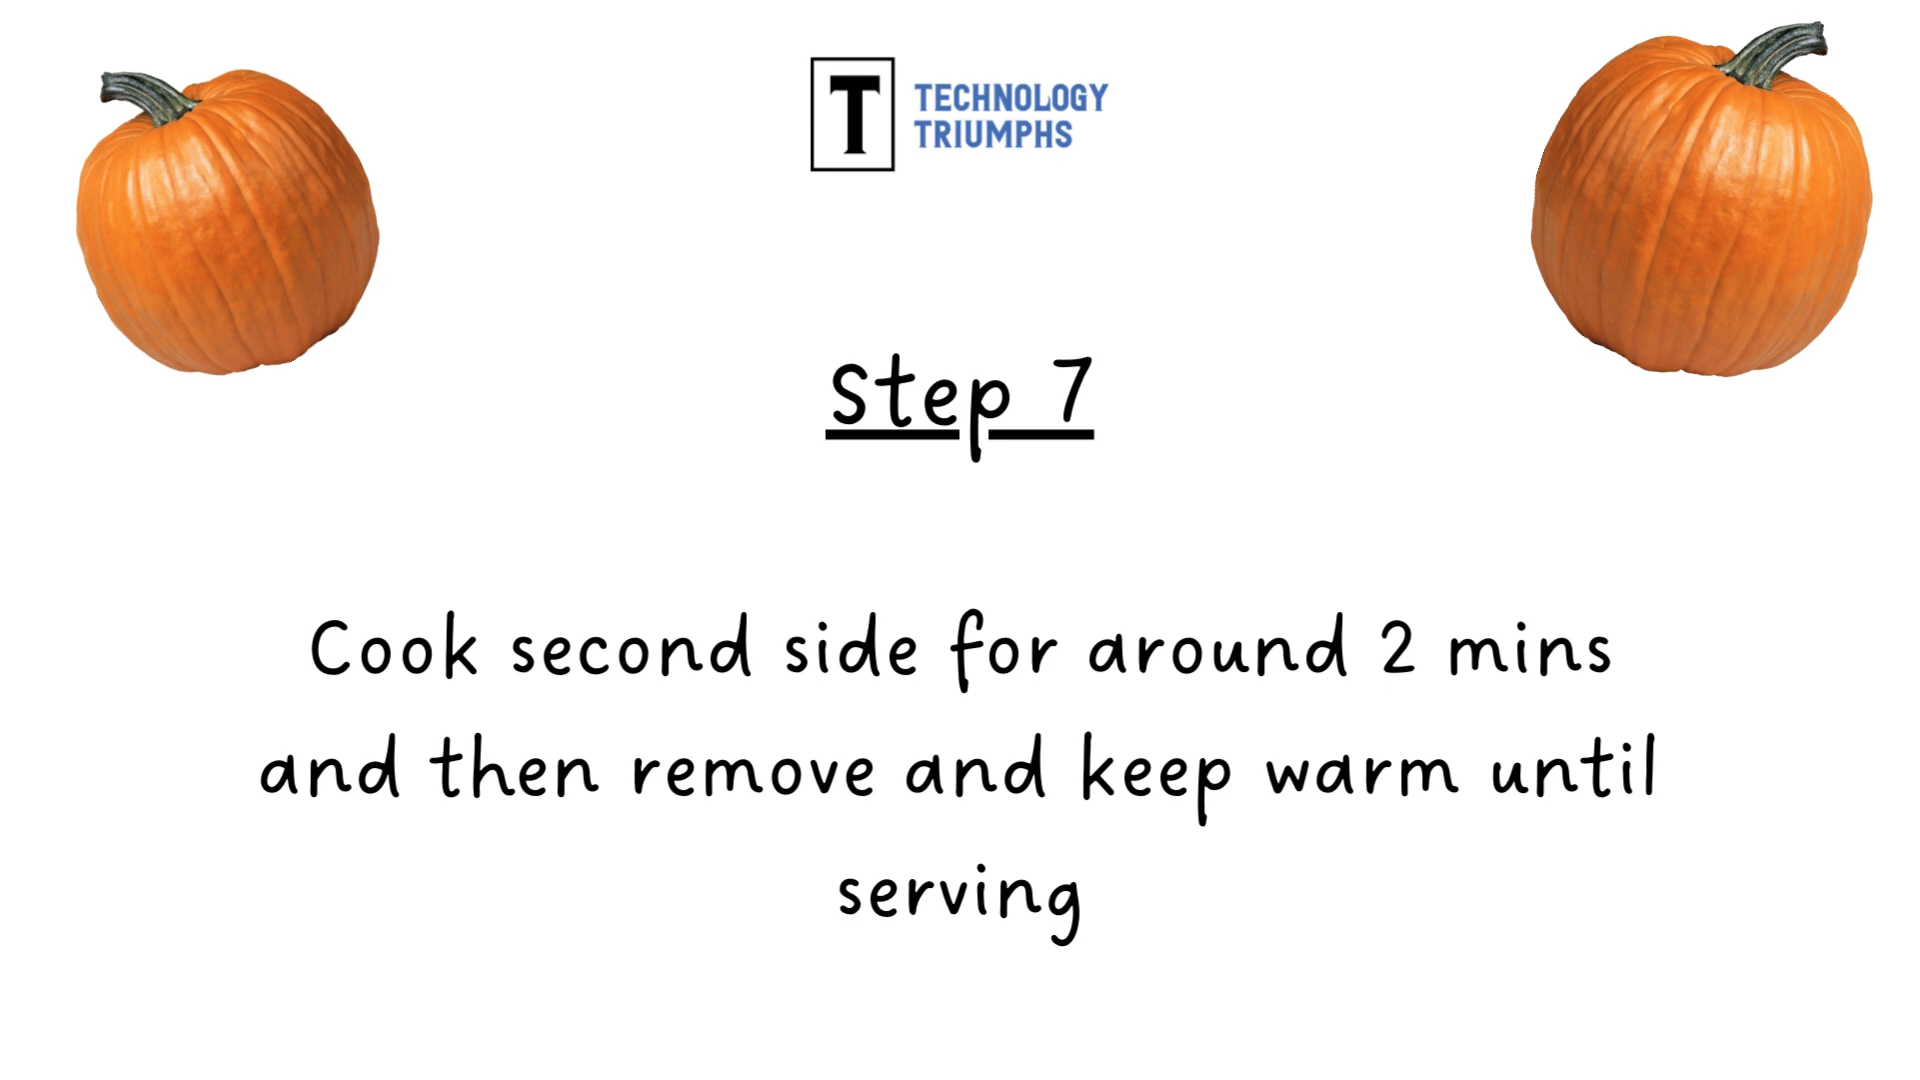 T
TECHNOLOGY
TRIUMPHS
Step 7
Cook second side for around 2 mins
and then remove and keep warm until
serving